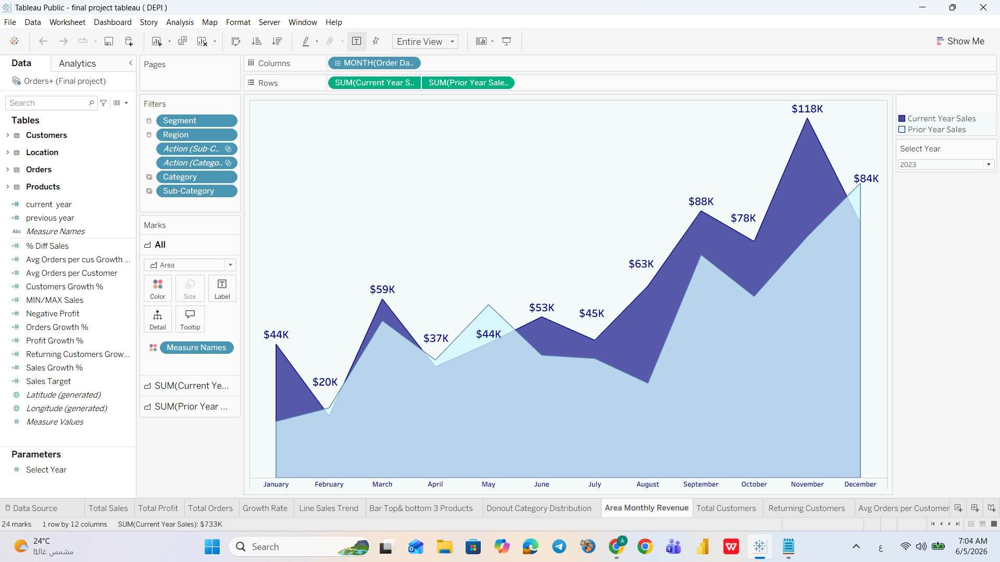 Tableau Public - final project tableau ( DEPI )
File Data Worksheet Dashboard Story Analysis Map Format Server Window Help
Entire View
Show Me
Data Analytics
Orders+ (Final project)
Search
Tables
Customers
Location
Orders
Products
current year
previous year
Abc Measure Names
% Diff Sales
Avg Orders per cus Growth ...
Avg Orders per Customer
Customers Growth %
MIN/MAX Sales
Negative Profit
Orders Growth %
Profit Growth %
Returning Customers Grow...
Sales Growth %
Sales Target
Latitude (generated)
Longitude (generated)
Measure Values
Parameters
Select Year
Pages
Filters
Segment
Region
Action (Sub-C..
Action (Catego..
Category
Sub-Category
Marks
All
Area
Color Size Label
Detail Tooltip
Measure Names
SUM(Current Ye...
SUM(Prior Year ...
Columns MONTH(Order Da..
Rows SUM(Current Year S.. SUM(Prior Year Sale..
$118K
$84K
$88K
$78K
$63K
$59K
$53K
$45K
$44K
$37K
$44K
$20K
January February March April May June July August September October November December
Current Year Sales
Prior Year Sales
Select Year
2023
Data Source Total Sales Total Profit Total Orders Growth Rate Line Sales Trend Bar Top& bottom 3 Products Donout Category Distribution Area Monthly Revenue Total Customers Returning Customers Avg Orders per Customer
24 marks 1 row by 12 columns SUM(Current Year Sales): $733K
24°C
مشمس غالبًا
Search
ع
7:04 AM
6/5/2026